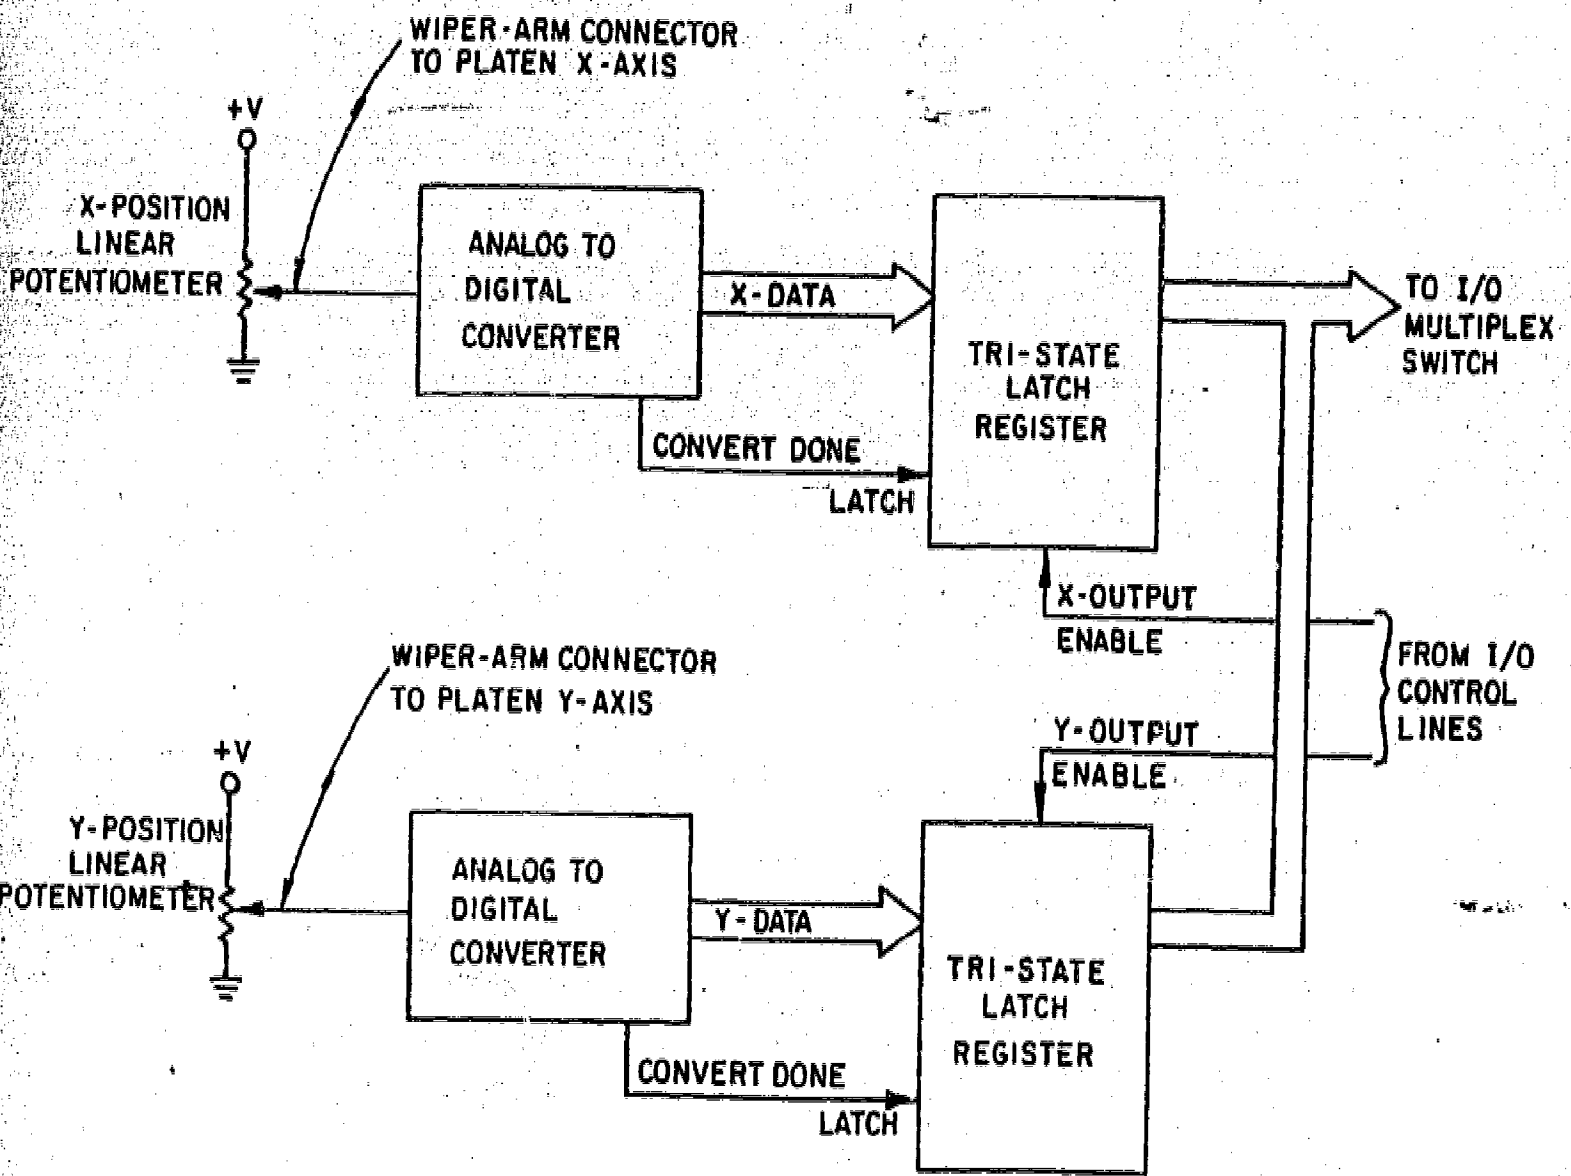 WIPER-ARM CONNECTOR
TO PLATEN X-AXIS
+V
X-POSITION
LINEAR
POTENTIOMETER
ANALOG TO
DIGITAL
CONVERTER
X-DATA
TRI-STATE
LATCH
REGISTER
TO I/O
MULTIPLEX
SWITCH
CONVERT DONE
LATCH
X-OUTPUT
ENABLE
FROM I/O
CONTROL
LINES
WIPER-ARM CONNECTOR
TO PLATEN Y-AXIS
Y-OUTPUT
ENABLE
+V
Y-POSITION
LINEAR
POTENTIOMETER
ANALOG TO
DIGITAL
CONVERTER
Y-DATA
TRI-STATE
LATCH
REGISTER
CONVERT DONE
LATCH